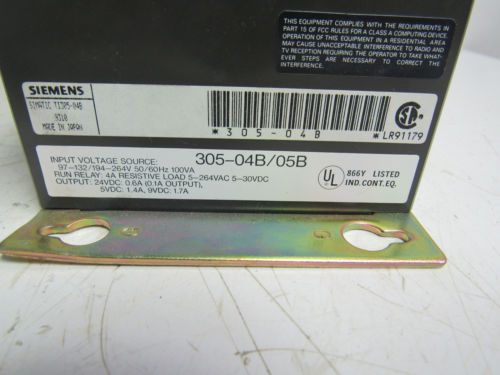 THIS EQUIPMENT COMPLIES WITH THE REQUIREMENTS IN
PART 15 OF FCC RULES FOR A CLASS A COMPUTING DEVICE.
OPERATION OF THIS EQUIPMENT IN A RESIDENTIAL AREA
MAY CAUSE UNACCEPTABLE INTERFERENCE TO RADIO AND
TV RECEPTION REQUIRING THE OPERATOR TO TAKE WHAT-
EVER STEPS ARE NECESSARY TO CORRECT THE
INTERFERENCE.
SIEMENS
SIMATIC TI305-04B
9310
MADE IN JAPAN
*305-04B*
SA
LR91179
INPUT VOLTAGE SOURCE:
97-132/194-264V 50/60Hz 100VA
RUN RELAY: 4A RESISTIVE LOAD 5-264VAC 5-30VDC
OUTPUT: 24VDC: 0.6A (0.1A OUTPUT),
5VDC: 1.4A, 9VDC: 1.7A
305-04B/05B
UL
866Y LISTED
IND.CONT.EQ.